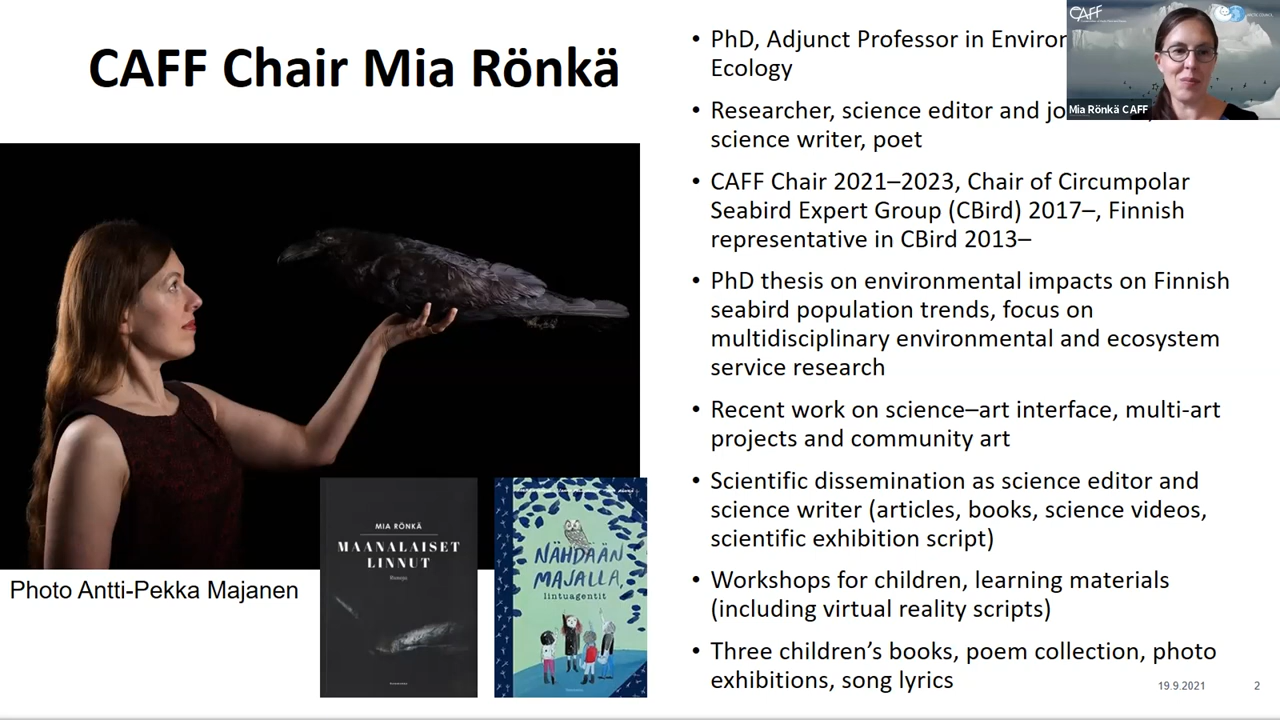 CAFF Chair Mia Rönkä
Photo Antti-Pekka Majanen
MIA RÖNKÄ
MAANALAISET
LINNUT
Runoja
NÄHDÄÄN
MAJALLA,
lintuagentit
• PhD, Adjunct Professor in Environ
Ecology
• Researcher, science editor and jo
science writer, poet
• CAFF Chair 2021–2023, Chair of Circumpolar
Seabird Expert Group (CBird) 2017–, Finnish
representative in CBird 2013–
• PhD thesis on environmental impacts on Finnish
seabird population trends, focus on
multidisciplinary environmental and ecosystem
service research
• Recent work on science–art interface, multi-art
projects and community art
• Scientific dissemination as science editor and
science writer (articles, books, science videos,
scientific exhibition script)
• Workshops for children, learning materials
(including virtual reality scripts)
• Three children's books, poem collection, photo
exhibitions, song lyrics
CAFF
Mia Rönkä CAFF
19.9.2021
2